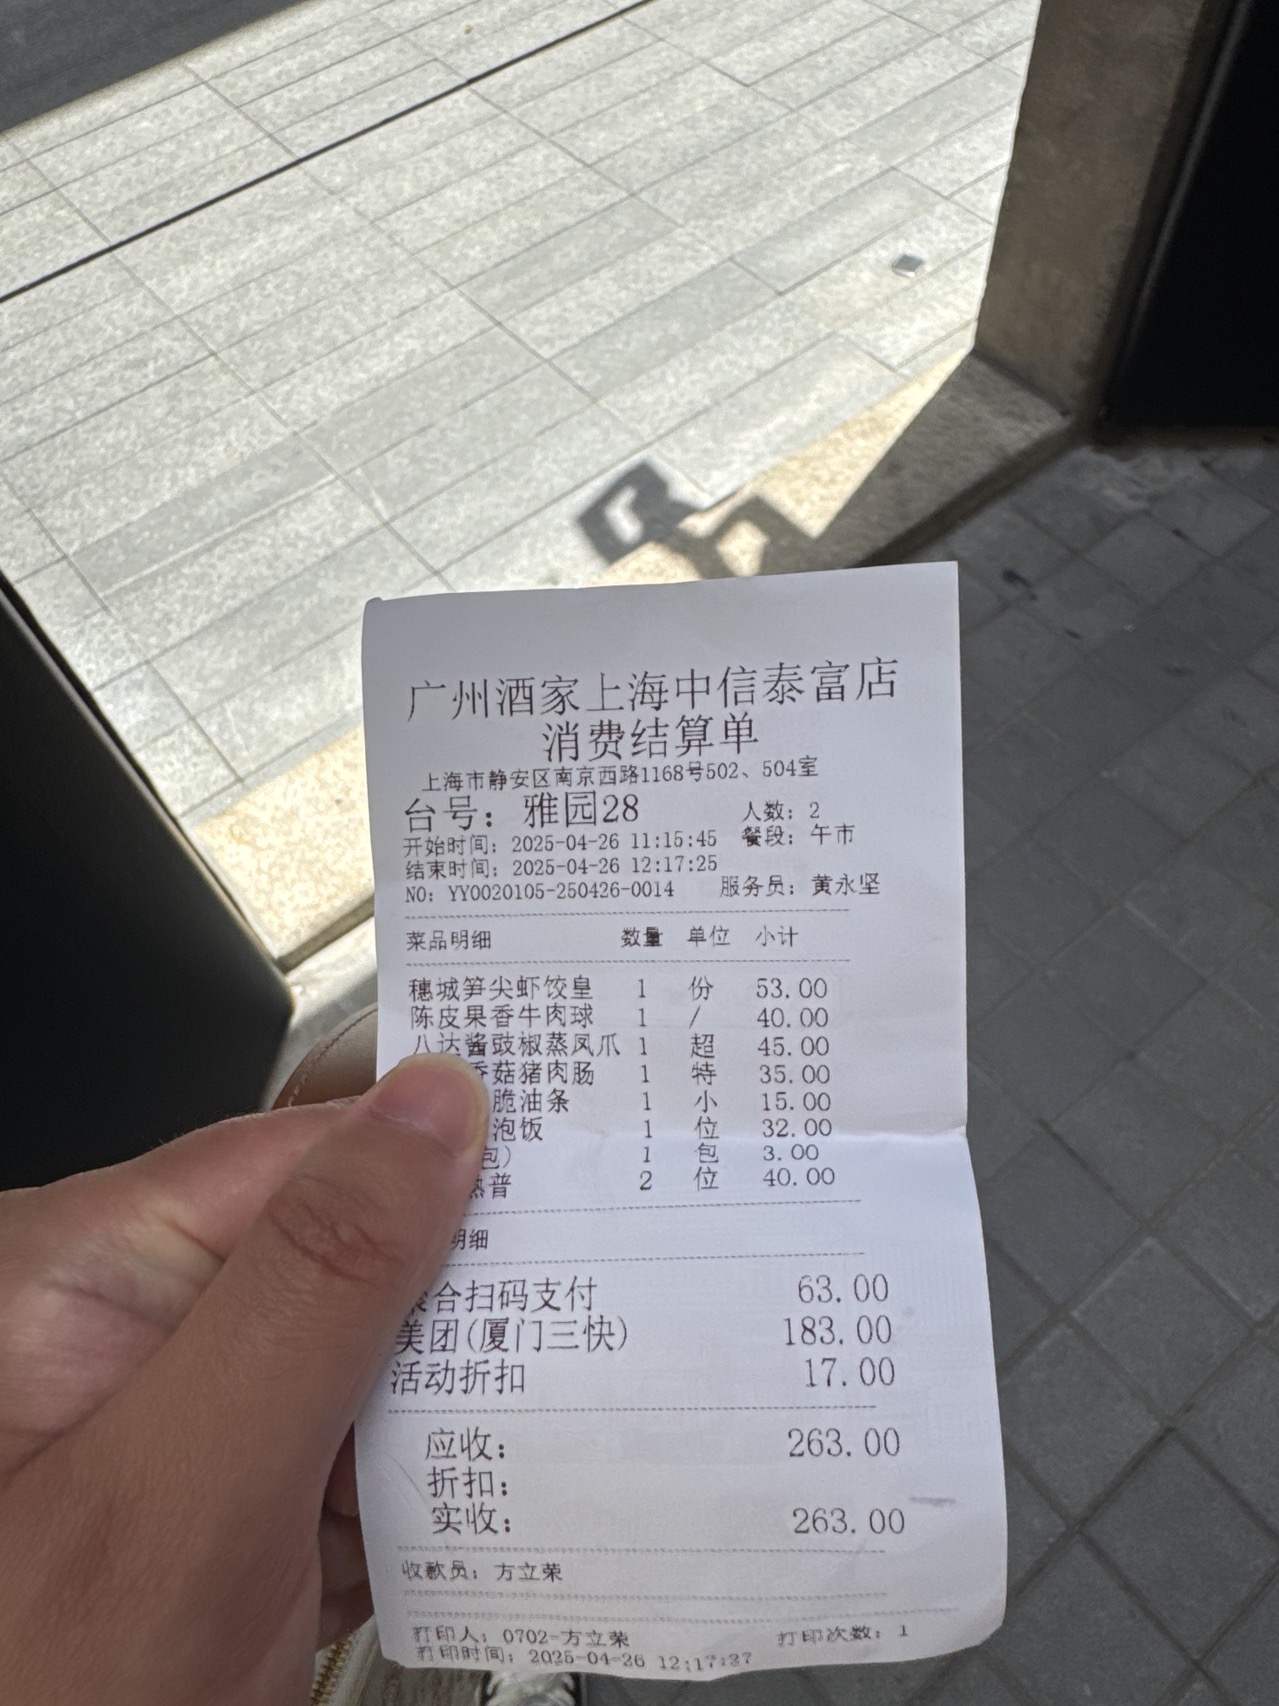 广州酒家上海中信泰富店
消费结算单
上海市静安区南京西路1168号502、504室
台号：雅园28 人数：2
开始时间：2025-04-26 11:15:45 餐段：午市
结束时间：2025-04-26 12:17:25
NO：YY0020105-250426-0014 服务员：黄永坚
菜品明细 数量 单位 小计
穗城笋尖虾饺皇 1 份 53.00
陈皮果香牛肉球 1 / 40.00
八达酱豉椒蒸凤爪 1 超 45.00
香菇猪肉肠 1 特 35.00
脆油条 1 小 15.00
泡饭 1 位 32.00
包) 1 包 3.00
热普 2 位 40.00
明细
聚合扫码支付 63.00
美团(厦门三快) 183.00
活动折扣 17.00
应收： 263.00
折扣：
实收： 263.00
收款员：方立荣
打印人：0702-方立荣 打印次数：1
打印时间：2025-04-26 12:17:27